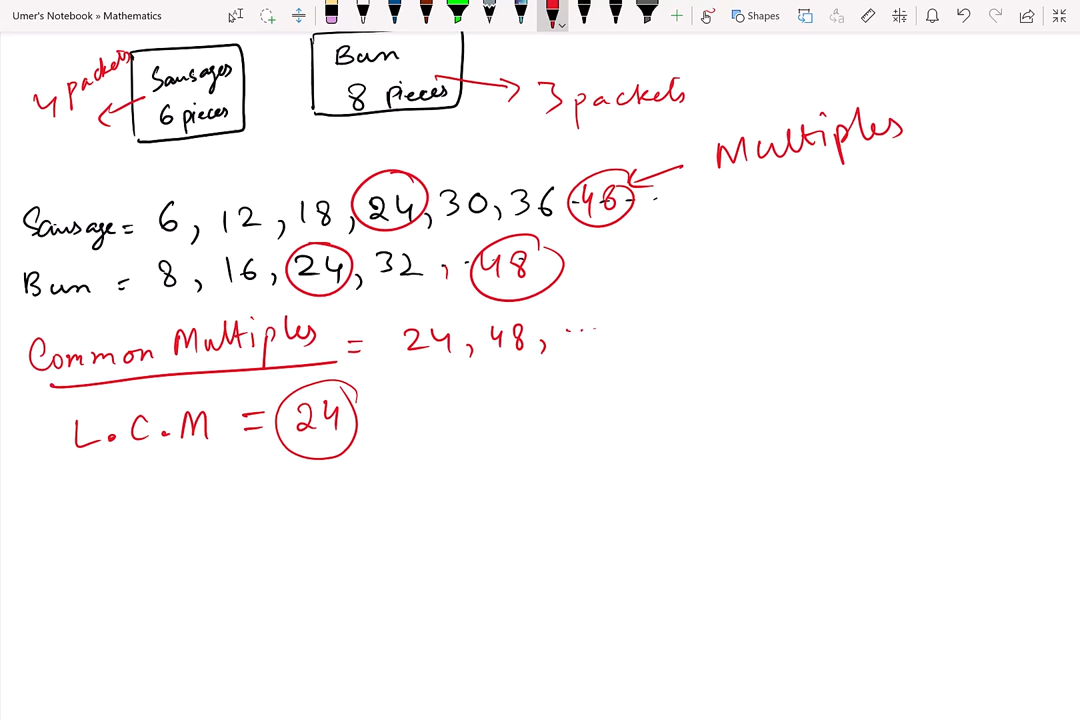 Umer's Notebook » Mathematics
Shapes
4 packets
Sausages
6 pieces
Bun
8 pieces
3 packets
Multiples
Sausage = 6, 12, 18, 24, 30, 36 -48- -
Bun = 8, 16, 24, 32, -48
Common Multiples = 24, 48, ...
L.C.M = 24